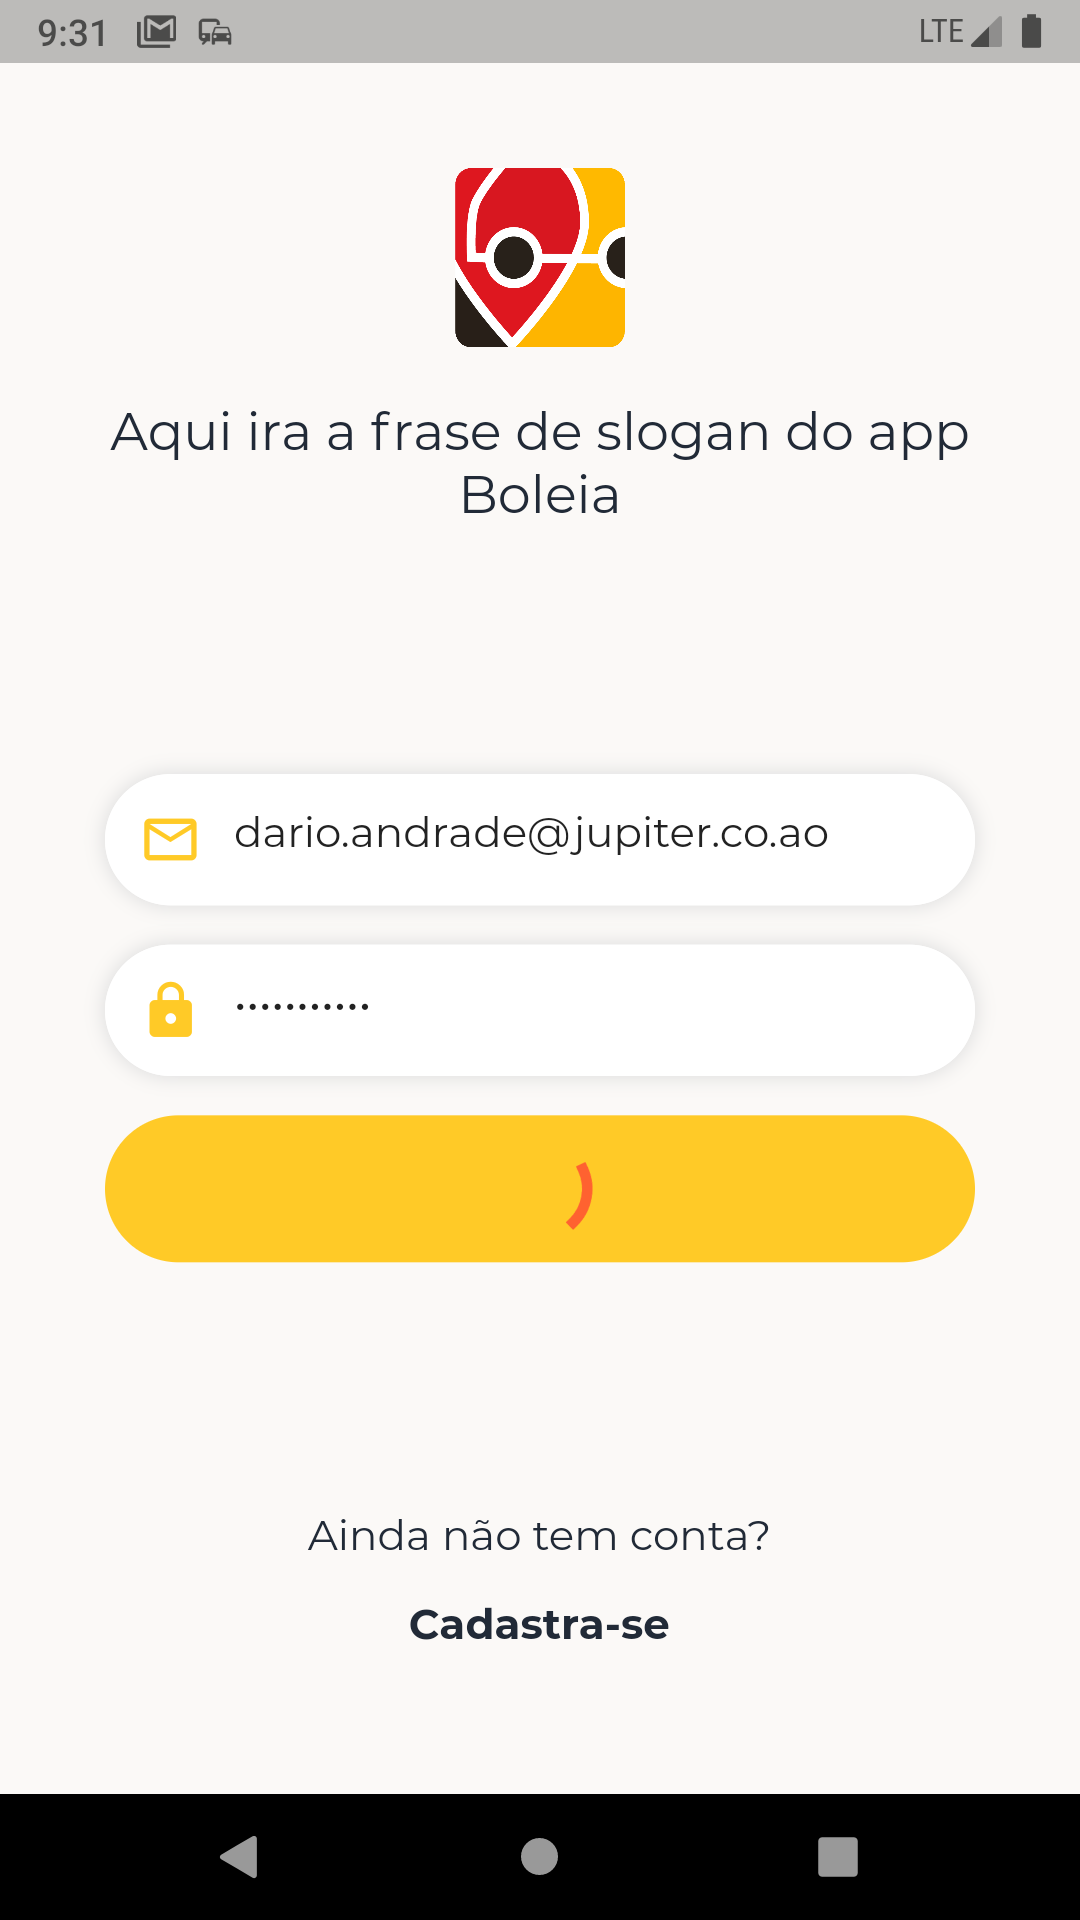 9:31
LTE
Aqui ira a frase de slogan do app
Boleia
dario.andrade@jupiter.co.ao
•••••••••••
Ainda não tem conta?
Cadastra-se